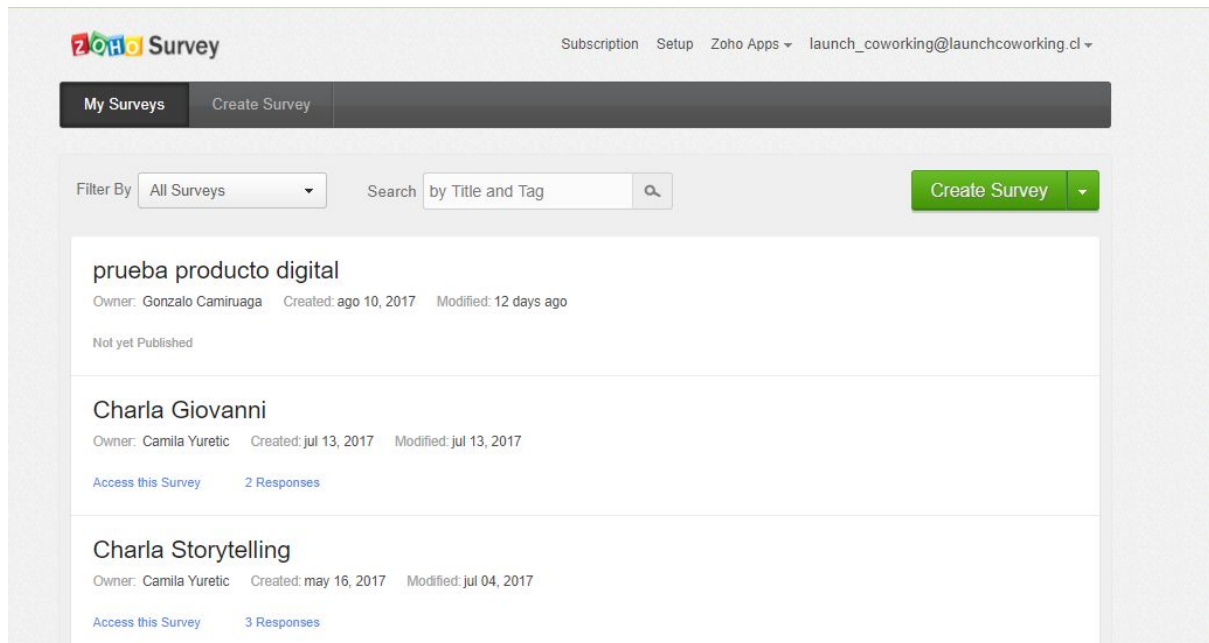 ZOHO Survey Subscription Setup Zoho Apps launch_coworking@launchcoworking.cl
My Surveys Create Survey
Filter By All Surveys Search by Title and Tag Create Survey
prueba producto digital
Owner: Gonzalo Camiruaga Created: ago 10, 2017 Modified: 12 days ago
Not yet Published
Charla Giovanni
Owner: Camila Yuretic Created: jul 13, 2017 Modified: jul 13, 2017
Access this Survey 2 Responses
Charla Storytelling
Owner: Camila Yuretic Created: may 16, 2017 Modified: jul 04, 2017
Access this Survey 3 Responses